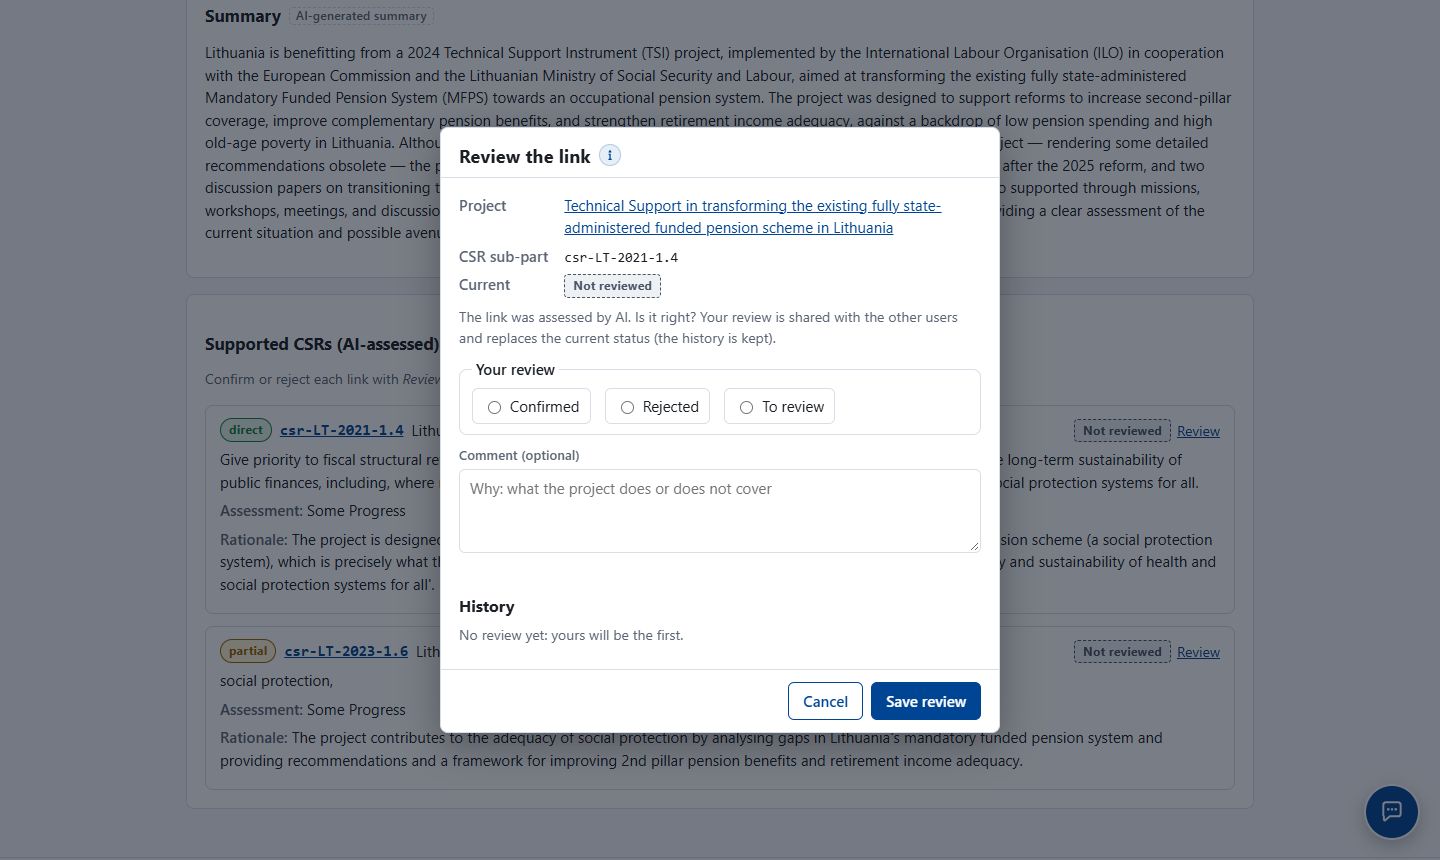 Summary AI-generated summary
Lithuania is benefitting from a 2024 Technical Support Instrument (TSI) project, implemented by the International Labour Organisation (ILO) in cooperation
with the European Commission and the Lithuanian Ministry of Social Security and Labour, aimed at transforming the existing fully state-administered
Mandatory Funded Pension System (MFPS) towards an occupational pension system. The project was designed to support reforms to increase second-pillar
coverage, improve complementary pension benefits, and strengthen retirement income adequacy, against a backdrop of low pension spending and high
old-age poverty in Lithuania. Althou ject — rendering some detailed
recommendations obsolete — the p after the 2025 reform, and two
discussion papers on transitioning t o supported through missions,
workshops, meetings, and discussio viding a clear assessment of the
current situation and possible avenu
Review the link i
Project Technical Support in transforming the existing fully state-
administered funded pension scheme in Lithuania
CSR sub-part csr-LT-2021-1.4
Current Not reviewed
The link was assessed by AI. Is it right? Your review is shared with the other users
and replaces the current status (the history is kept).
Your review
Confirmed Rejected To review
Comment (optional)
Why: what the project does or does not cover
History
No review yet: yours will be the first.
Cancel Save review
Supported CSRs (AI-assessed)
Confirm or reject each link with Review
direct csr-LT-2021-1.4 Lithu Not reviewed Review
Give priority to fiscal structural re e long-term sustainability of
public finances, including, where cial protection systems for all.
Assessment: Some Progress
Rationale: The project is designed sion scheme (a social protection
system), which is precisely what th y and sustainability of health and
social protection systems for all'.
partial csr-LT-2023-1.6 Lith Not reviewed Review
social protection,
Assessment: Some Progress
Rationale: The project contributes to the adequacy of social protection by analysing gaps in Lithuania's mandatory funded pension system and
providing recommendations and a framework for improving 2nd pillar pension benefits and retirement income adequacy.